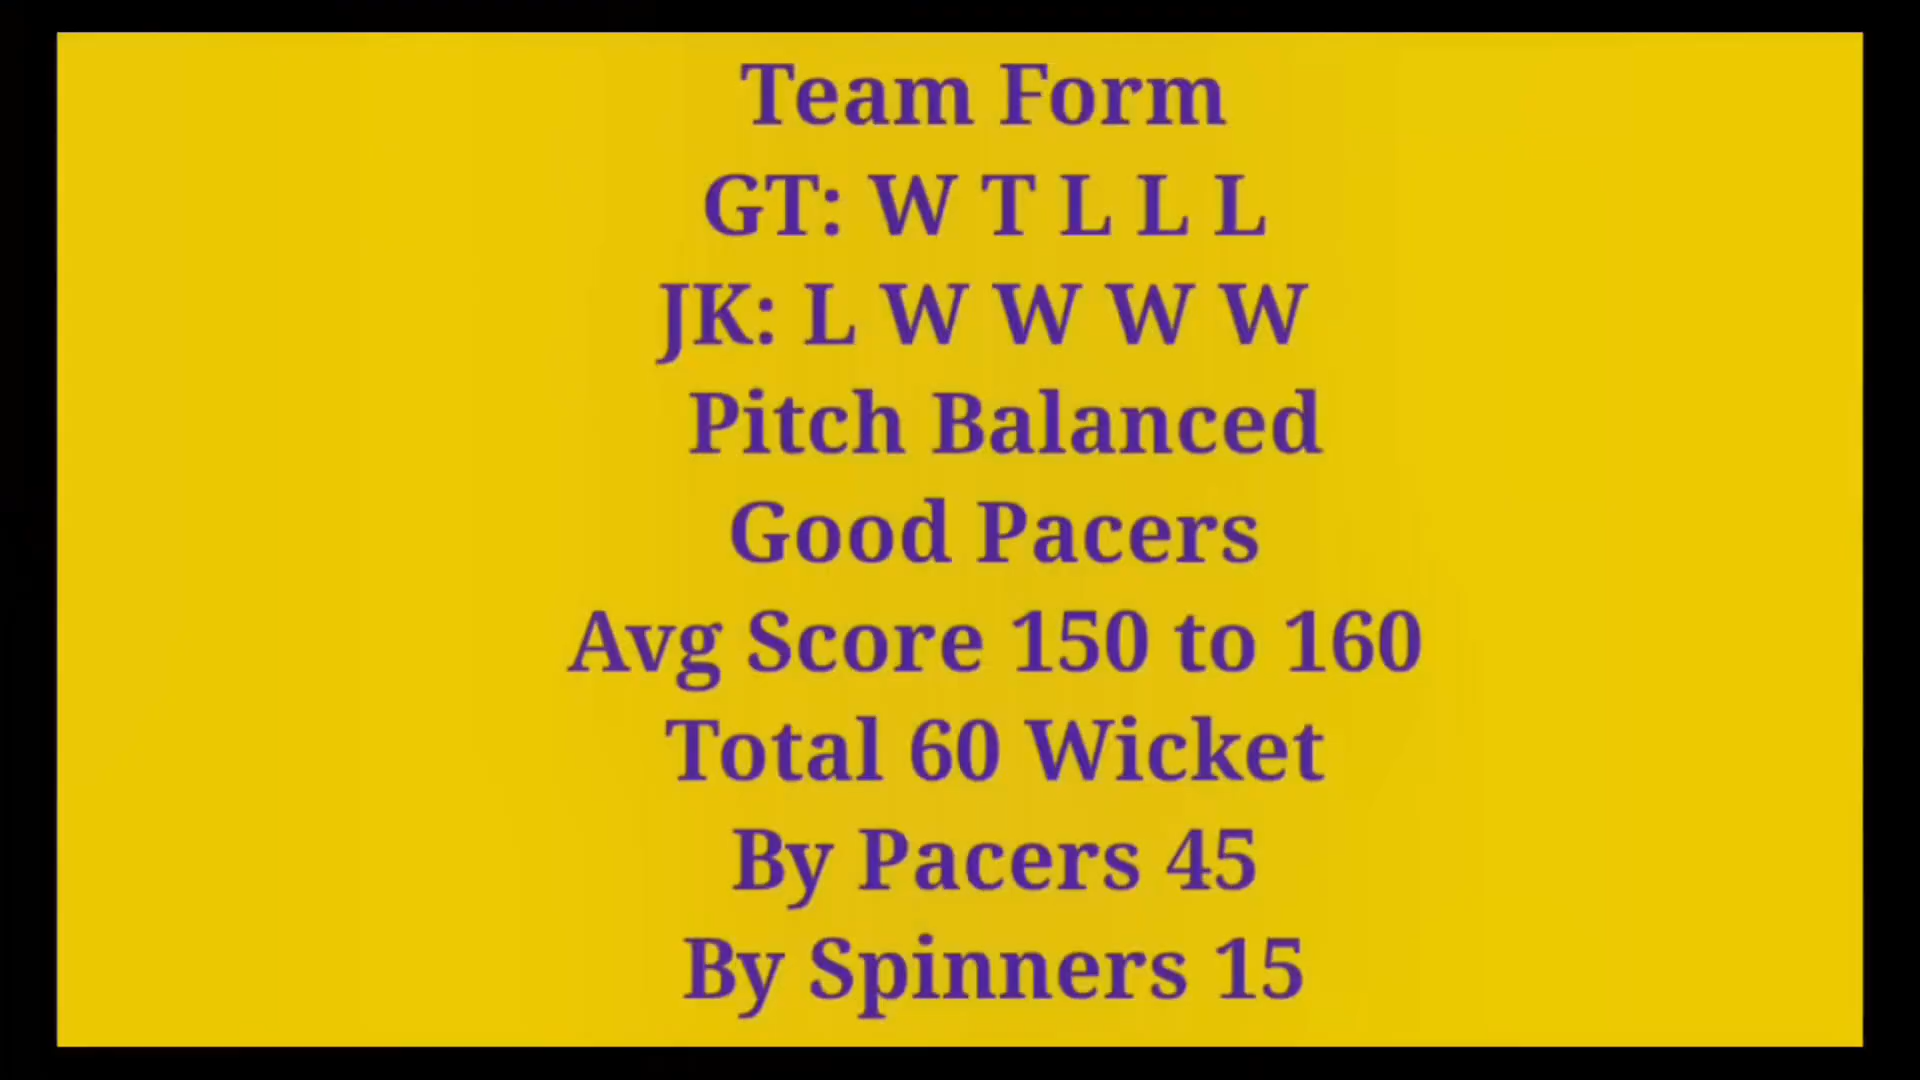 Team Form
GT: W T L L L
JK: L W W W W
Pitch Balanced
Good Pacers
Avg Score 150 to 160
Total 60 Wicket
By Pacers 45
By Spinners 15